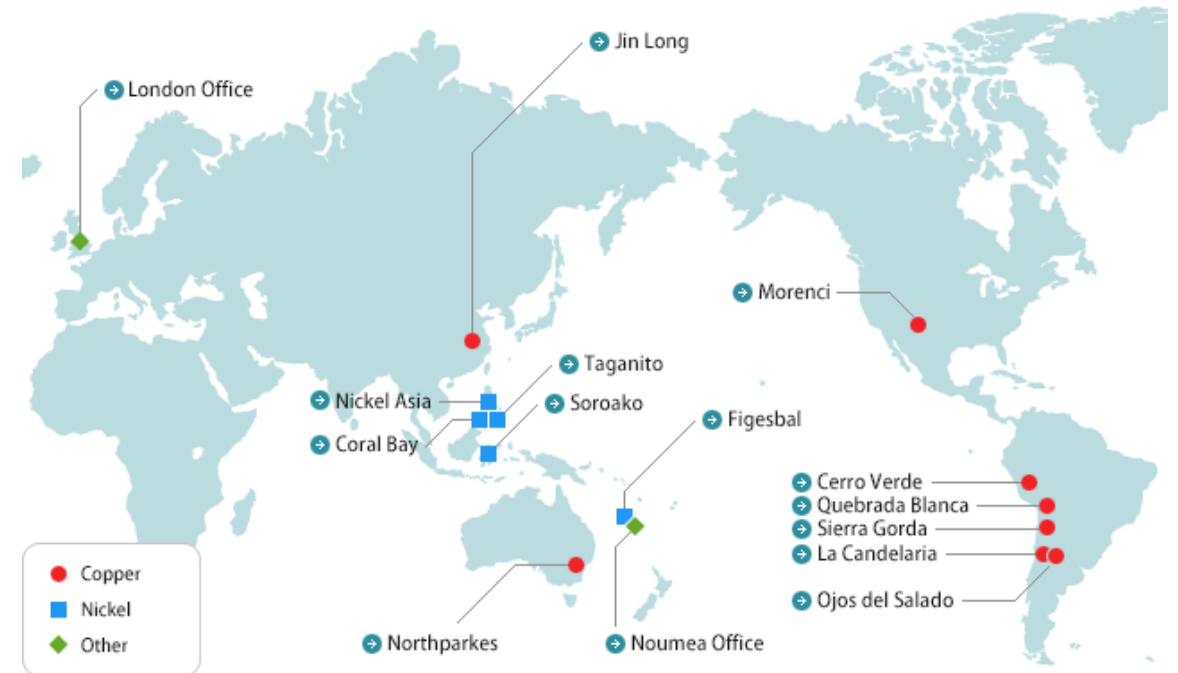 Jin Long
London Office
Morenci
Taganito
Nickel Asia
Soroako
Figesbal
Coral Bay
Cerro Verde
Quebrada Blanca
Sierra Gorda
La Candelaria
Ojos del Salado
Copper
Nickel
Other
Northparkes
Noumea Office